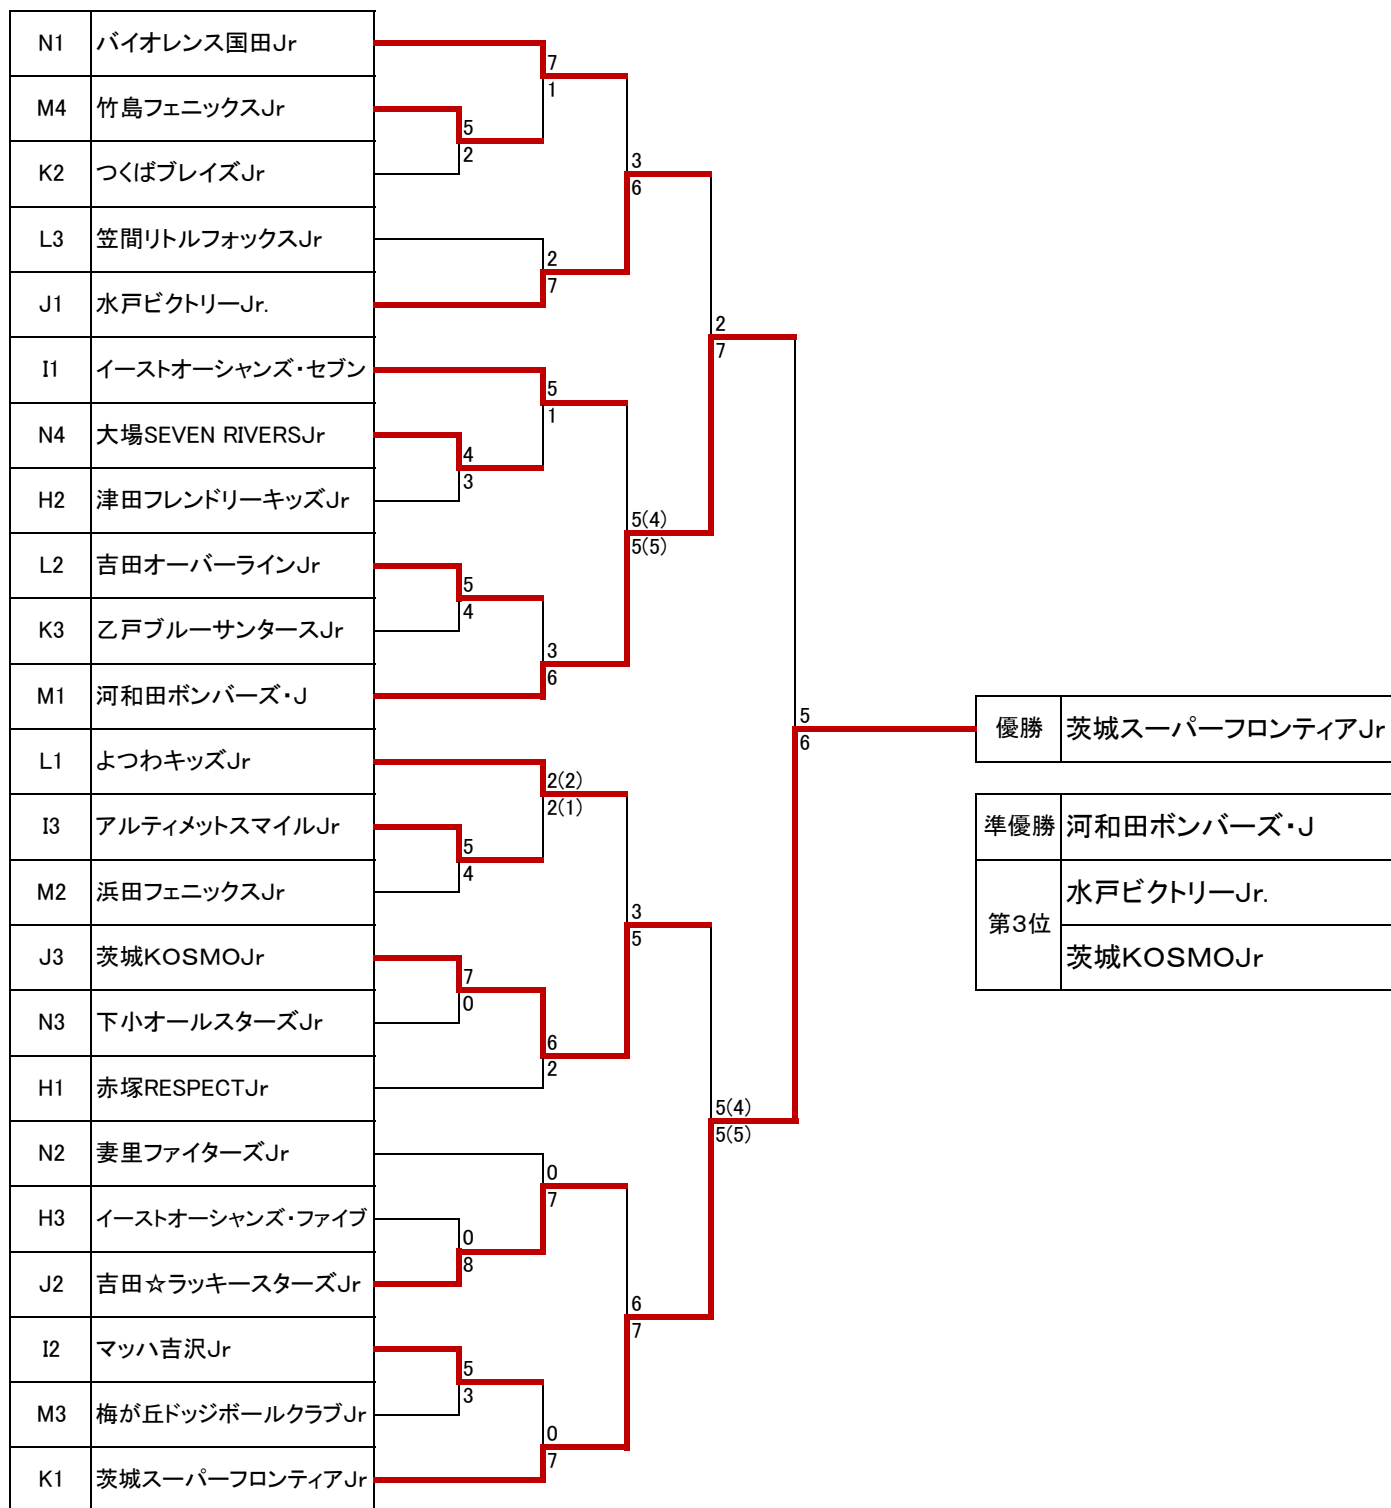 N1 バイオレンス国田Jr
7
1
M4 竹島フェニックスJr
5
2
K2 つくばブレイズJr
3
6
L3 笠間リトルフォックスJr
2
7
J1 水戸ビクトリーJr.
2
7
I1 イーストオーシャンズ・セブン
5
1
N4 大場SEVEN RIVERSJr
4
3
H2 津田フレンドリーキッズJr
5(4)
5(5)
L2 吉田オーバーラインJr
5
4
K3 乙戸ブルーサンタースJr
3
6
M1 河和田ボンバーズ・J
5
6
優勝 茨城スーパーフロンティアJr
L1 よつわキッズJr
2(2)
2(1)
I3 アルティメットスマイルJr
5
4
準優勝 河和田ボンバーズ・J
M2 浜田フェニックスJr
3
5
第3位
水戸ビクトリーJr.
茨城KOSMOJr
J3 茨城KOSMOJr
7
0
N3 下小オールスターズJr
6
2
H1 赤塚RESPECTJr
5(4)
5(5)
N2 妻里ファイターズJr
0
7
H3 イーストオーシャンズ・ファイブ
0
8
J2 吉田☆ラッキースターズJr
6
7
I2 マッハ吉沢Jr
5
3
M3 梅が丘ドッジボールクラブJr
0
7
K1 茨城スーパーフロンティアJr